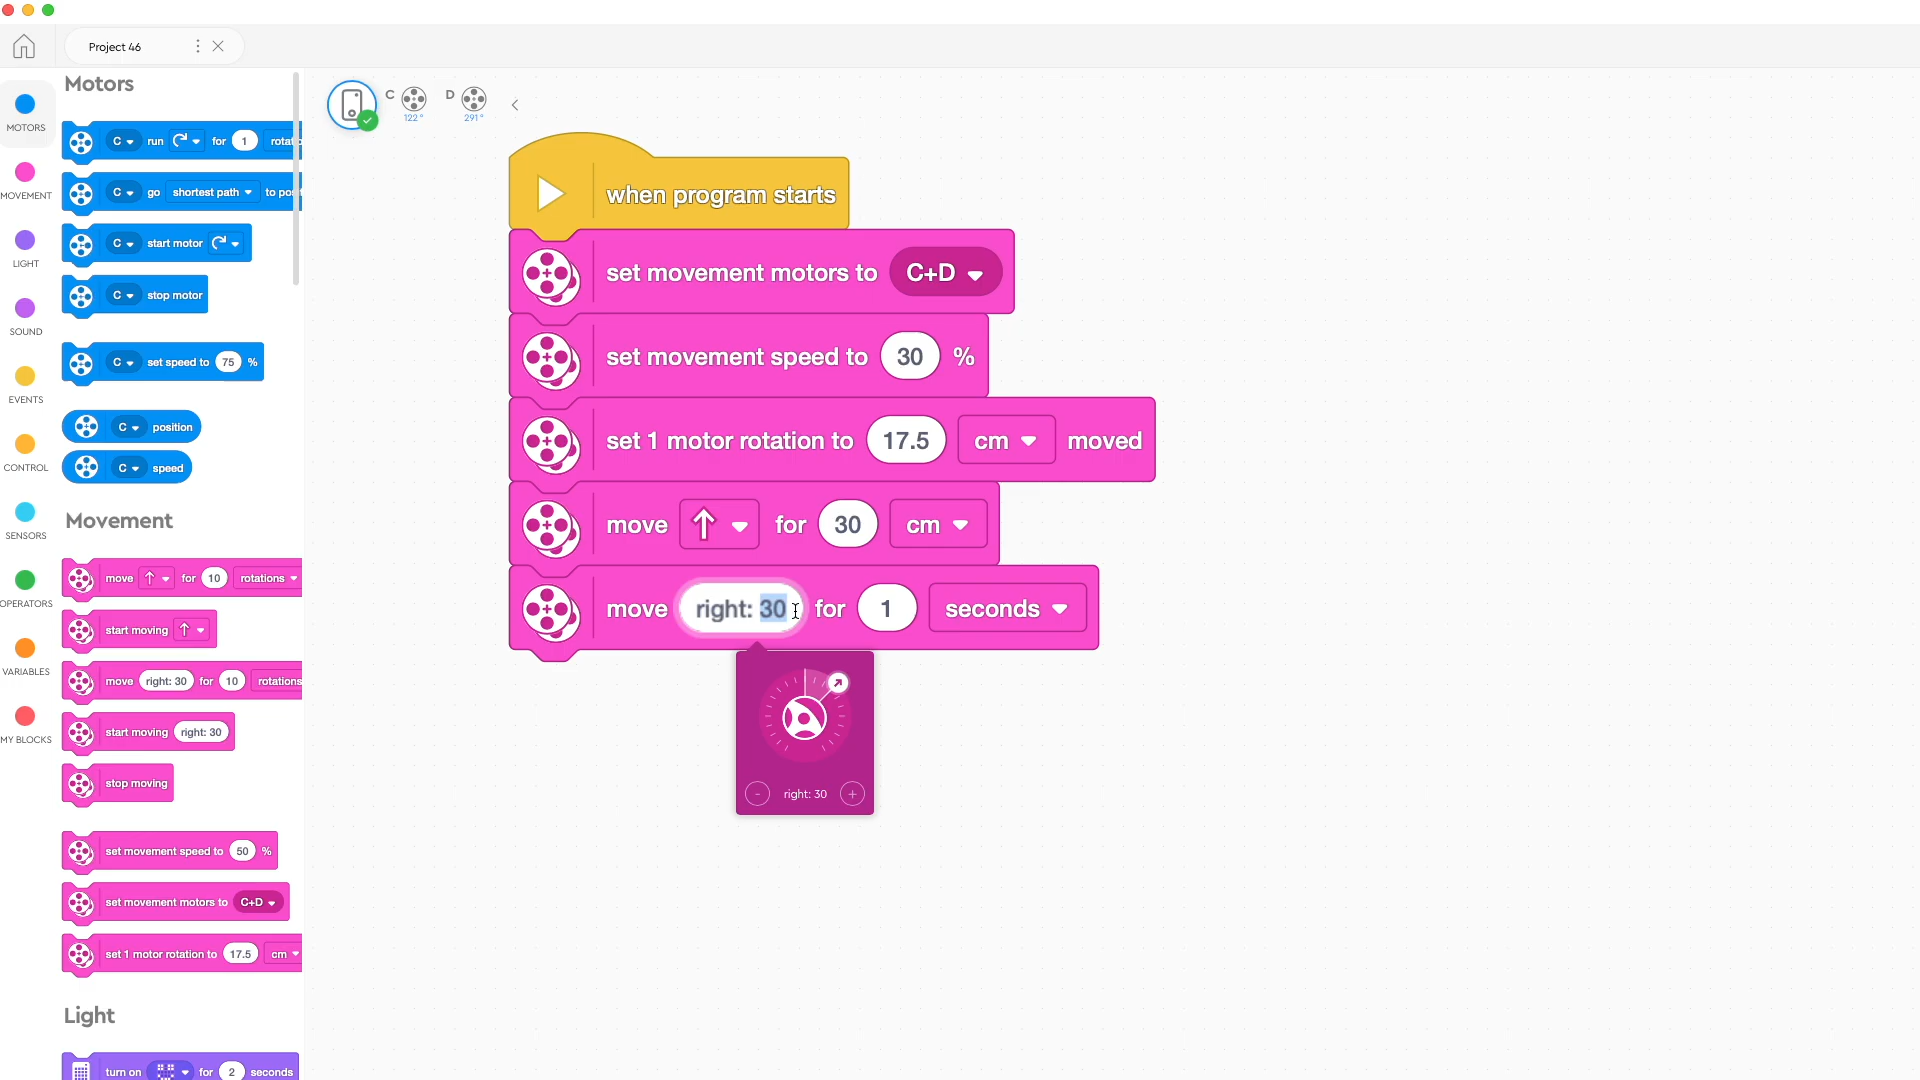 Project 46
Motors
MOTORS
MOVEMENT
LIGHT
SOUND
EVENTS
CONTROL
SENSORS
OPERATORS
VARIABLES
MY BLOCKS
C run for 1
C go shortest path to
C start motor
C stop motor
C set speed to 75 %
C position
C speed
Movement
move for 10 rotations
start moving
move right: 30 for 10 rotations
start moving right: 30
stop moving
set movement speed to 50 %
set movement motors to C+D
set 1 motor rotation to 17.5 cm
Light
turn on for 2 seconds
C 122 °
D 291 °
when program starts
set movement motors to C+D
set movement speed to 30 %
set 1 motor rotation to 17.5 cm moved
move for 30 cm
move right: 30 for 1 seconds
- right: 30 +